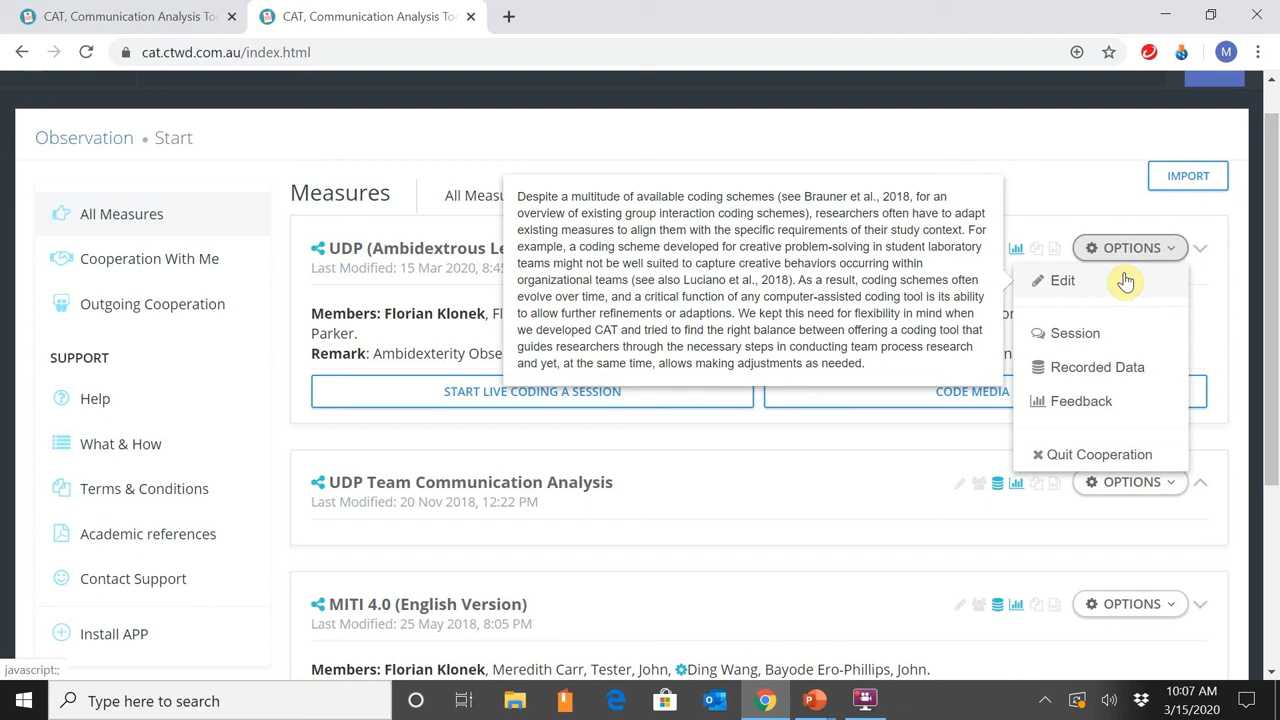 CAT, Communication Analysis Too
CAT, Communication Analysis Too
cat.ctwd.com.au/index.html
M
Observation • Start
IMPORT
Measures
All Measu
All Measures
Cooperation With Me
Outgoing Cooperation
SUPPORT
Help
What & How
Terms & Conditions
Academic references
Contact Support
Install APP
UDP (Ambidextrous Le
Last Modified: 15 Mar 2020, 8:45
OPTIONS
Members: Florian Klonek, Fl
Parker.
Remark: Ambidexterity Obse
START LIVE CODING A SESSION
CODE MEDIA
Despite a multitude of available coding schemes (see Brauner et al., 2018, for an
overview of existing group interaction coding schemes), researchers often have to adapt
existing measures to align them with the specific requirements of their study context. For
example, a coding scheme developed for creative problem-solving in student laboratory
teams might not be well suited to capture creative behaviors occurring within
organizational teams (see also Luciano et al., 2018). As a result, coding schemes often
evolve over time, and a critical function of any computer-assisted coding tool is its ability
to allow further refinements or adaptions. We kept this need for flexibility in mind when
we developed CAT and tried to find the right balance between offering a coding tool that
guides researchers through the necessary steps in conducting team process research
and yet, at the same time, allows making adjustments as needed.
Edit
Session
Recorded Data
Feedback
Quit Cooperation
UDP Team Communication Analysis
Last Modified: 20 Nov 2018, 12:22 PM
OPTIONS
MITI 4.0 (English Version)
Last Modified: 25 May 2018, 8:05 PM
OPTIONS
Members: Florian Klonek, Meredith Carr, Tester, John, Ding Wang, Bayode Ero-Phillips, John.
javascript:;
Type here to search
10:07 AM
3/15/2020